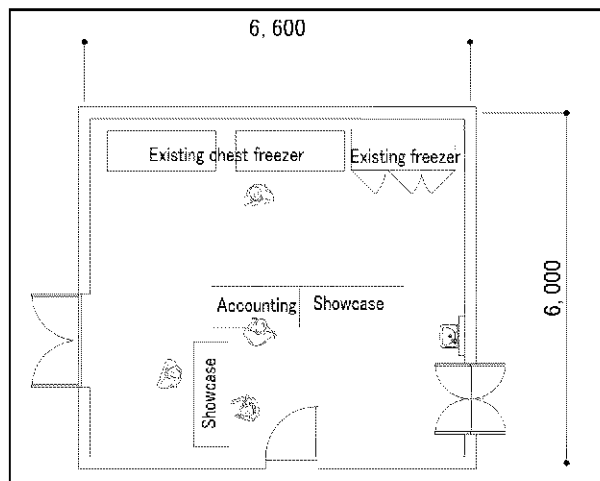 6, 600
Existing chest freezer
Existing freezer
6, 000
Accounting
Showcase
Showcase